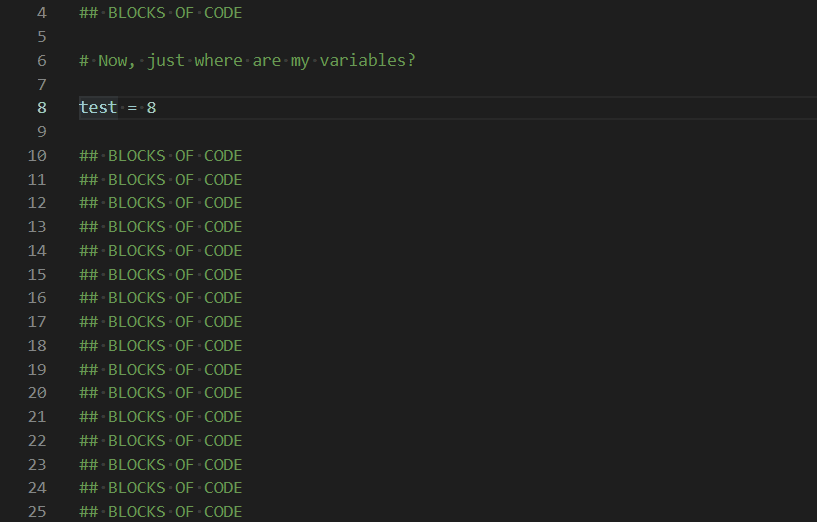 4 ## BLOCKS OF CODE
5
6 # Now, just where are my variables?
7
8 test = 8
9
10 ## BLOCKS OF CODE
11 ## BLOCKS OF CODE
12 ## BLOCKS OF CODE
13 ## BLOCKS OF CODE
14 ## BLOCKS OF CODE
15 ## BLOCKS OF CODE
16 ## BLOCKS OF CODE
17 ## BLOCKS OF CODE
18 ## BLOCKS OF CODE
19 ## BLOCKS OF CODE
20 ## BLOCKS OF CODE
21 ## BLOCKS OF CODE
22 ## BLOCKS OF CODE
23 ## BLOCKS OF CODE
24 ## BLOCKS OF CODE
25 ## BLOCKS OF CODE